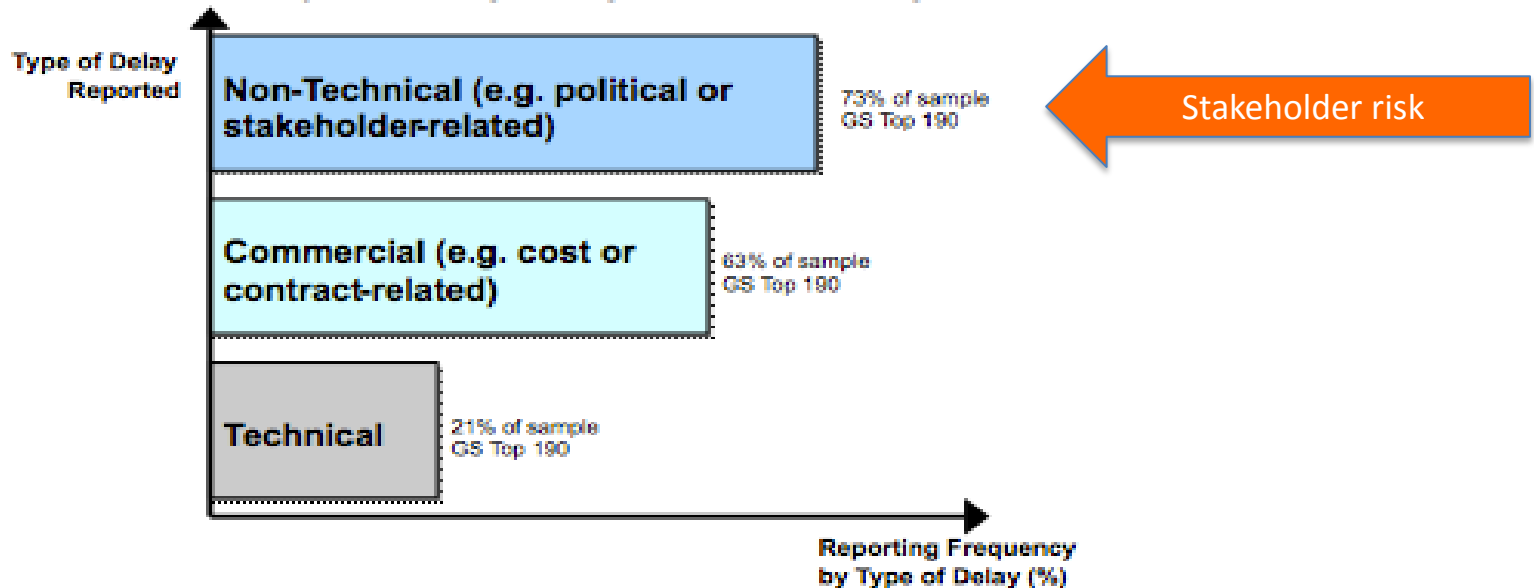 Type of Delay
Reported
Non-Technical (e.g. political or
stakeholder-related)
73% of sample
GS Top 190
Stakeholder risk
Commercial (e.g. cost or
contract-related)
63% of sample
GS Top 190
Technical
21% of sample
GS Top 190
Reporting Frequency
by Type of Delay (%)